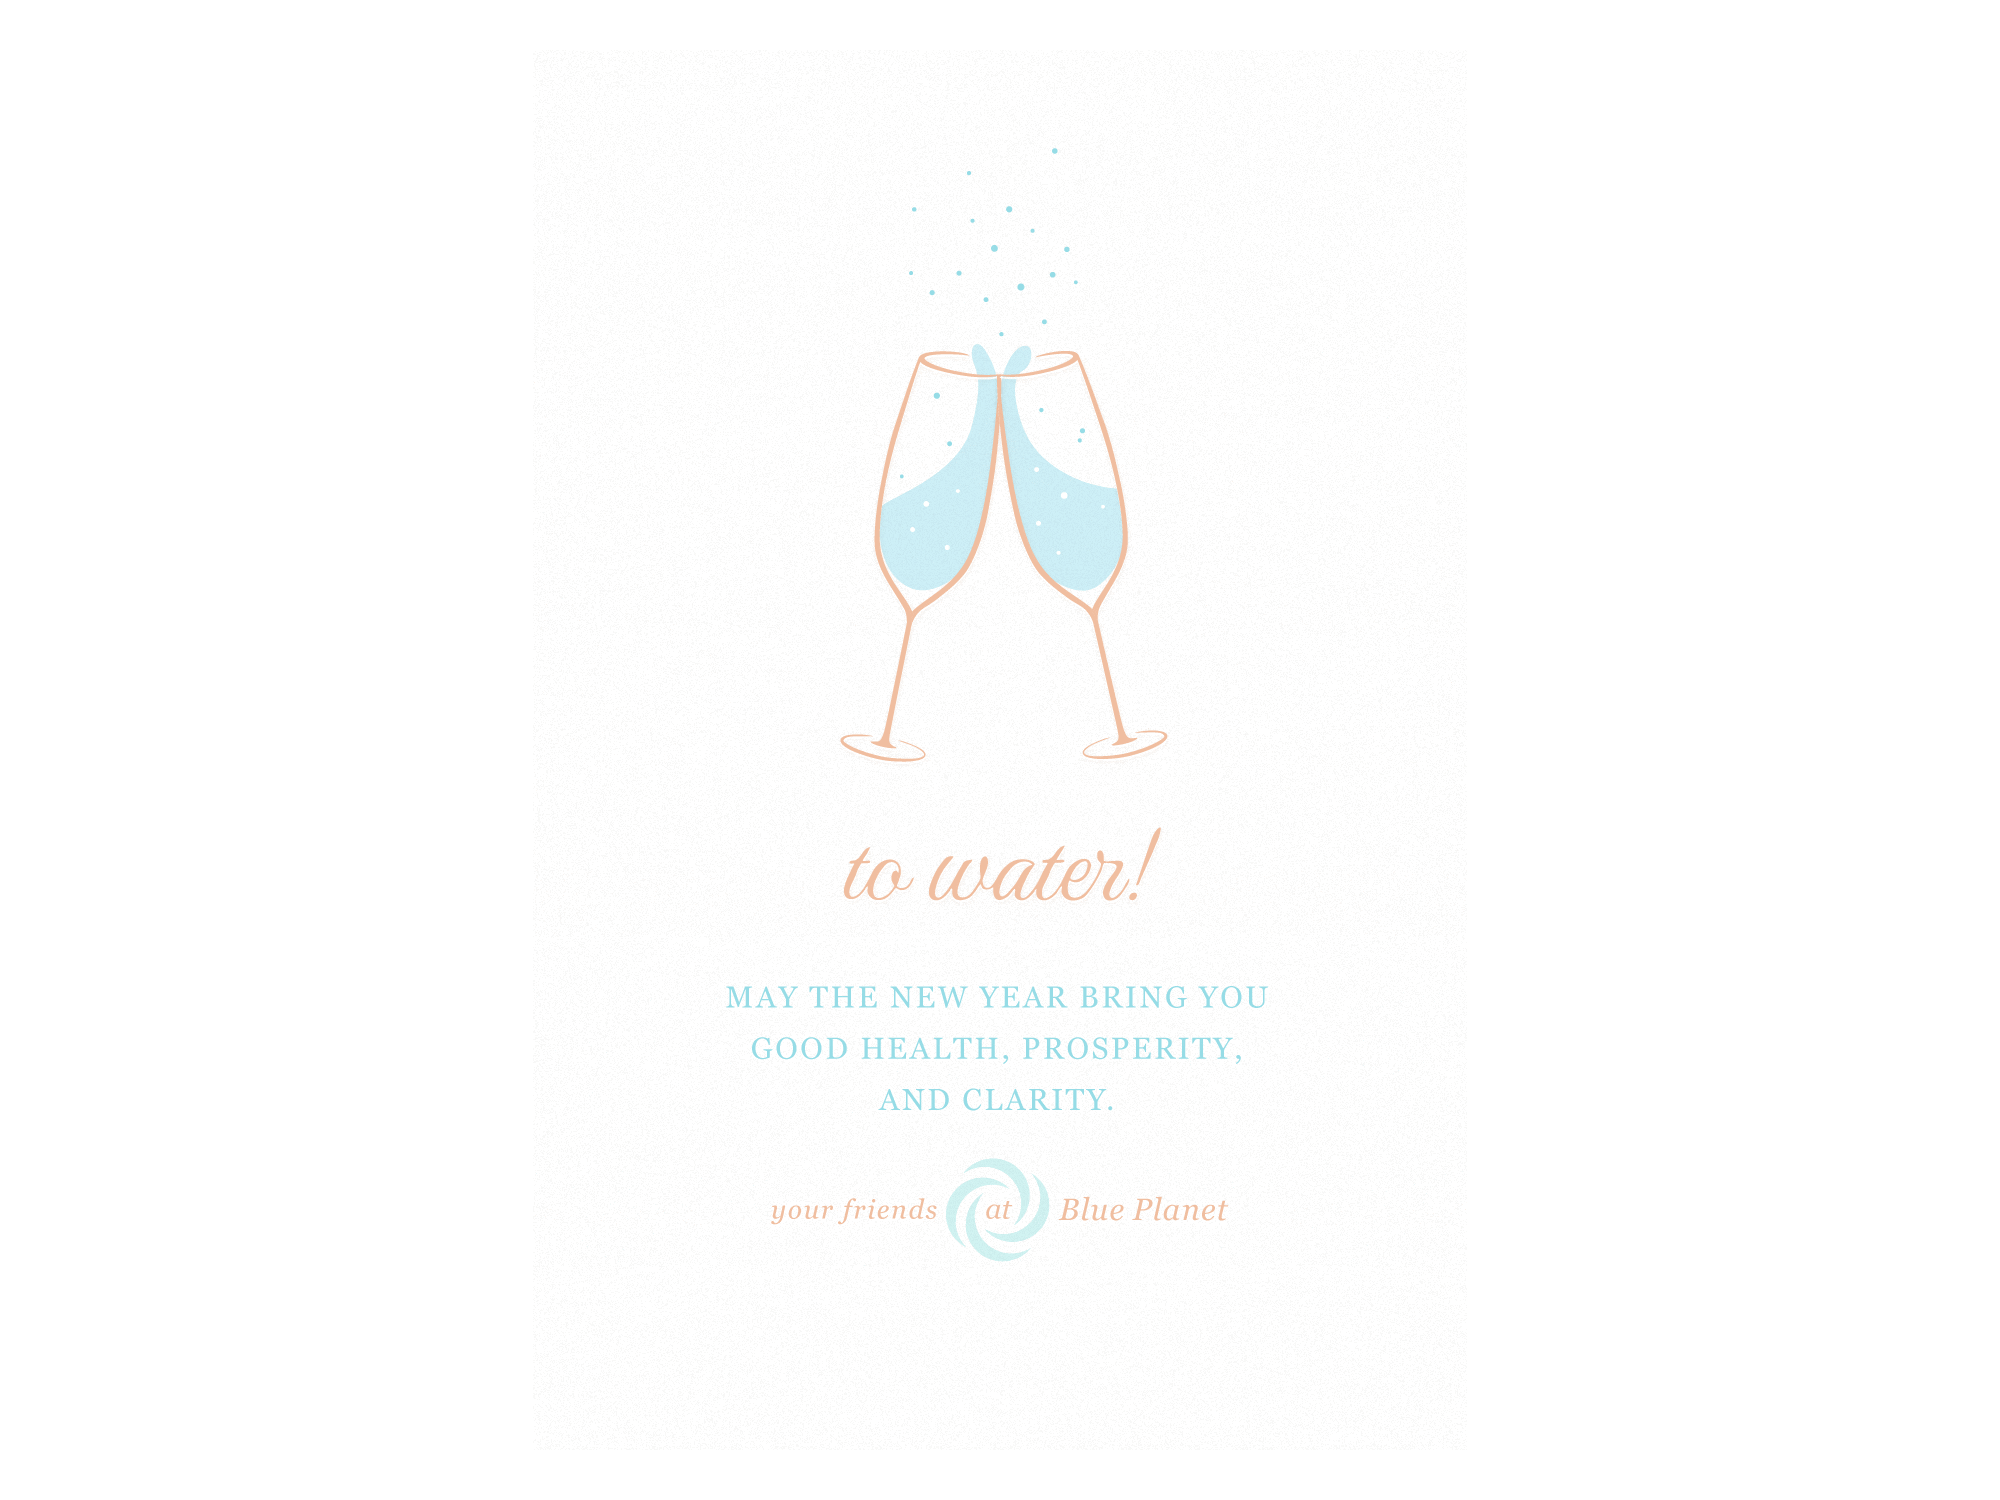 to water!
MAY THE NEW YEAR BRING YOU
GOOD HEALTH, PROSPERITY,
AND CLARITY.
your friends at Blue Planet